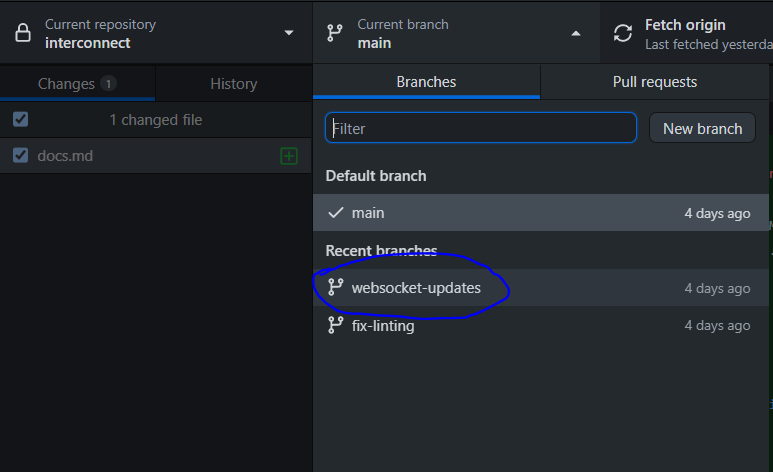 Current repository
interconnect
Current branch
main
Fetch origin
Last fetched yesterda
Changes 1
History
Branches
Pull requests
1 changed file
Filter
New branch
docs.md
Default branch
main 4 days ago
Recent branches
websocket-updates 4 days ago
fix-linting 4 days ago